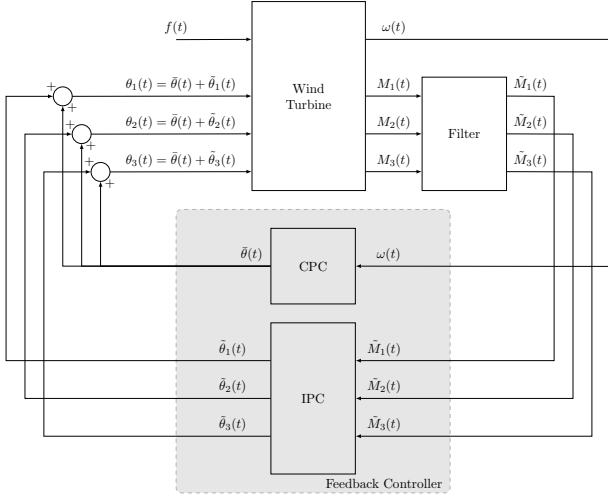 f(t)
ω(t)
+
θ₁(t) = θ̄(t) + θ̃₁(t)
Wind
Turbine
M₁(t)
M̃₁(t)
+
+
θ₂(t) = θ̄(t) + θ̃₂(t)
M₂(t)
Filter
M̃₂(t)
+
+
θ₃(t) = θ̄(t) + θ̃₃(t)
M₃(t)
M̃₃(t)
+
θ̄(t)
CPC
ω(t)
θ̃₁(t)
M̃₁(t)
θ̃₂(t)
IPC
M̃₂(t)
θ̃₃(t)
M̃₃(t)
Feedback Controller